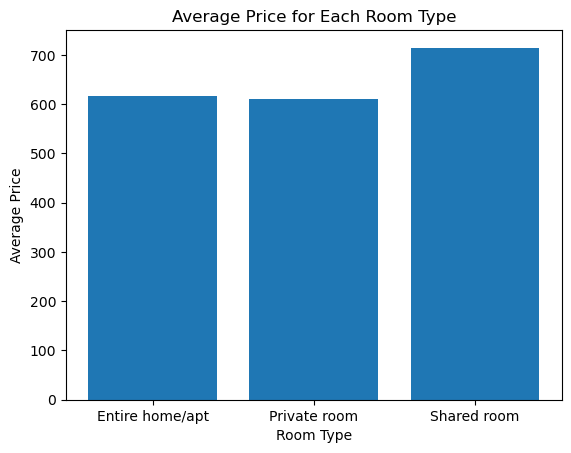 Average Price for Each Room Type
Average Price
700
600
500
400
300
200
100
0
Entire home/apt Private room Shared room
Room Type